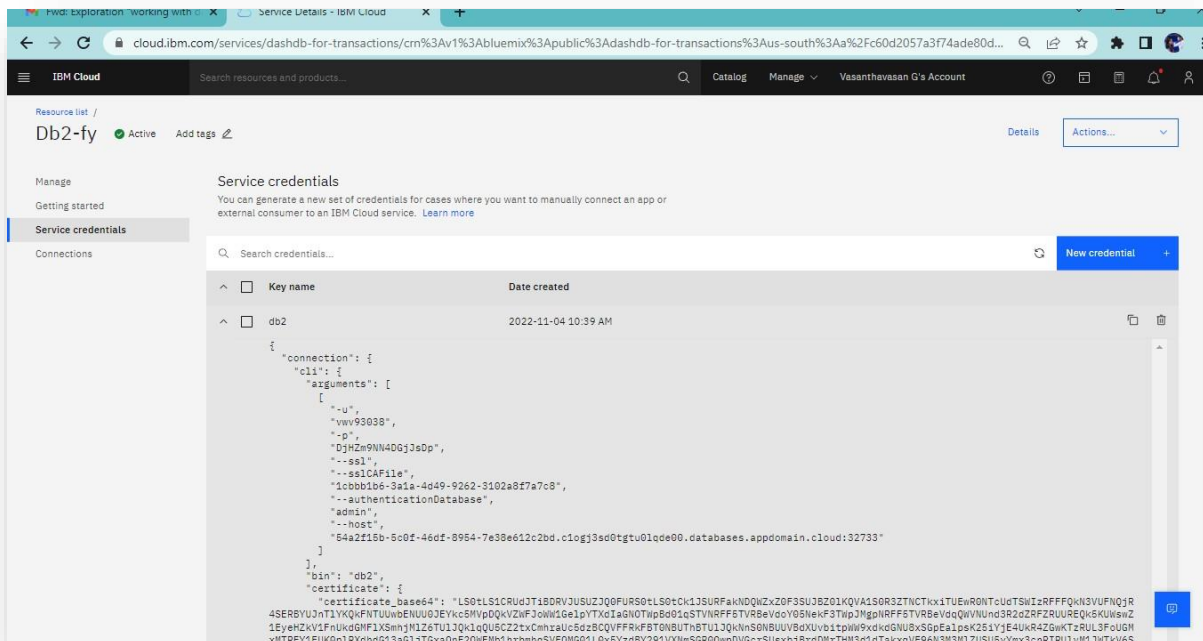 Fwd: Exploration "working with
Service Details - IBM Cloud
cloud.ibm.com/services/dashdb-for-transactions/crn%3Av1%3Abluemix%3Apublic%3Adashdb-for-transactions%3Aus-south%3Aa%2Fc60d2057a3f74ade80d...
IBM Cloud
Search resources and products...
Catalog Manage Vasanthavasan G's Account
Resource list /
Db2-fy Active Add tags
Details Actions...
Manage
Getting started
Service credentials
Connections
Service credentials
You can generate a new set of credentials for cases where you want to manually connect an app or
external consumer to an IBM Cloud service. Learn more
Search credentials...
New credential +
Key name Date created
db2 2022-11-04 10:39 AM
{
"connection": {
"cli": {
"arguments": [
[
"-u",
"vwv93038",
"-p",
"DjHZm9NN4DGjJsDp",
"--ssl",
"--sslCAFile",
"1cbbb1b6-3a1a-4d49-9262-3102a8f7a7c8",
"--authenticationDatabase",
"admin",
"--host",
"54a2f15b-5c0f-46df-8954-7e38e612c2bd.c1ogj3sd0tgtu0lqde00.databases.appdomain.cloud:32733"
]
],
"bin": "db2",
"certificate": {
"certificate_base64":